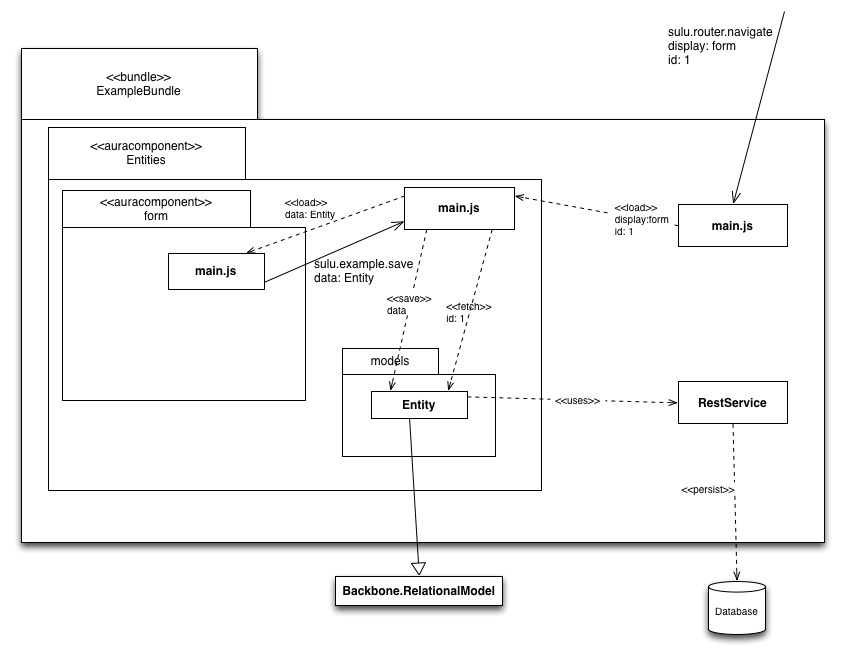 sulu.router.navigate
display: form
id: 1
<<bundle>>
ExampleBundle
<<auracomponent>>
Entities
<<auracomponent>>
form
<<load>>
data: Entity
main.js
<<load>>
display:form
id: 1
main.js
main.js
sulu.example.save
data: Entity
<<save>>
data
<<fetch>>
id: 1
models
Entity
<<uses>>
RestService
<<persist>>
Backbone.RelationalModel
Database